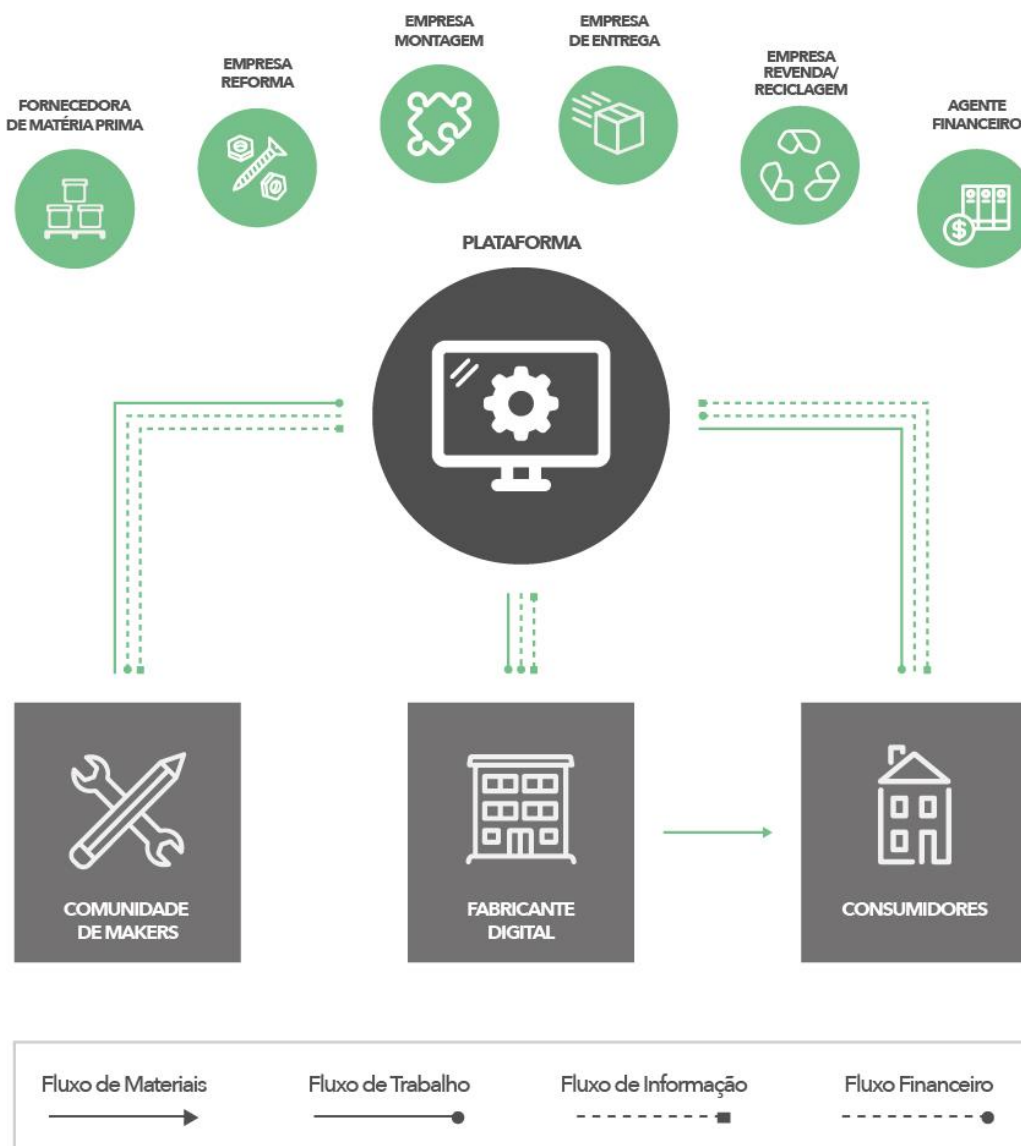 EMPRESA
MONTAGEM
EMPRESA
DE ENTREGA
EMPRESA
REFORMA
EMPRESA
REVENDA/
RECICLAGEM
FORNECEDORA
DE MATÉRIA PRIMA
AGENTE
FINANCEIRO
PLATAFORMA
COMUNIDADE
DE MAKERS
FABRICANTE
DIGITAL
CONSUMIDORES
Fluxo de Materiais
Fluxo de Trabalho
Fluxo de Informação
Fluxo Financeiro